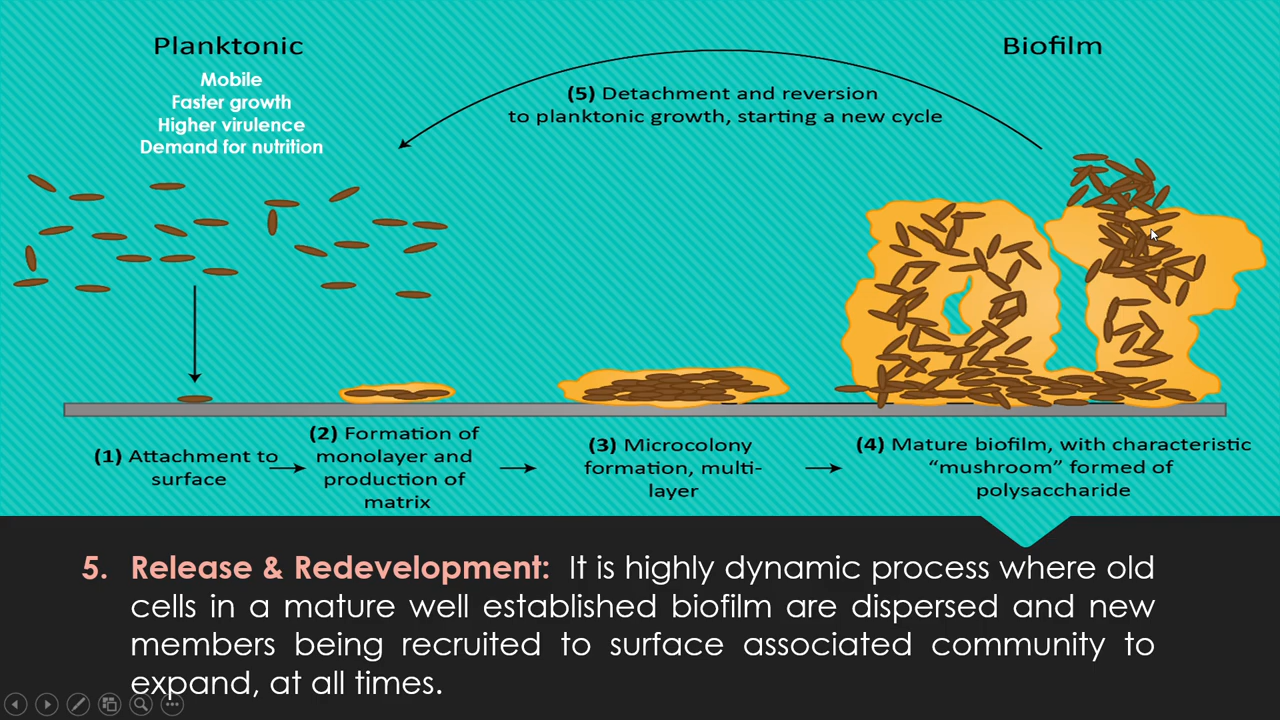 Planktonic
Mobile
Faster growth
Higher virulence
Demand for nutrition
Biofilm
(5) Detachment and reversion
to planktonic growth, starting a new cycle
(1) Attachment to
surface
(2) Formation of
monolayer and
production of
matrix
(3) Microcolony
formation, multi-
layer
(4) Mature biofilm, with characteristic
“mushroom” formed of
polysaccharide
5. Release & Redevelopment: It is highly dynamic process where old
cells in a mature well established biofilm are dispersed and new
members being recruited to surface associated community to
expand, at all times.